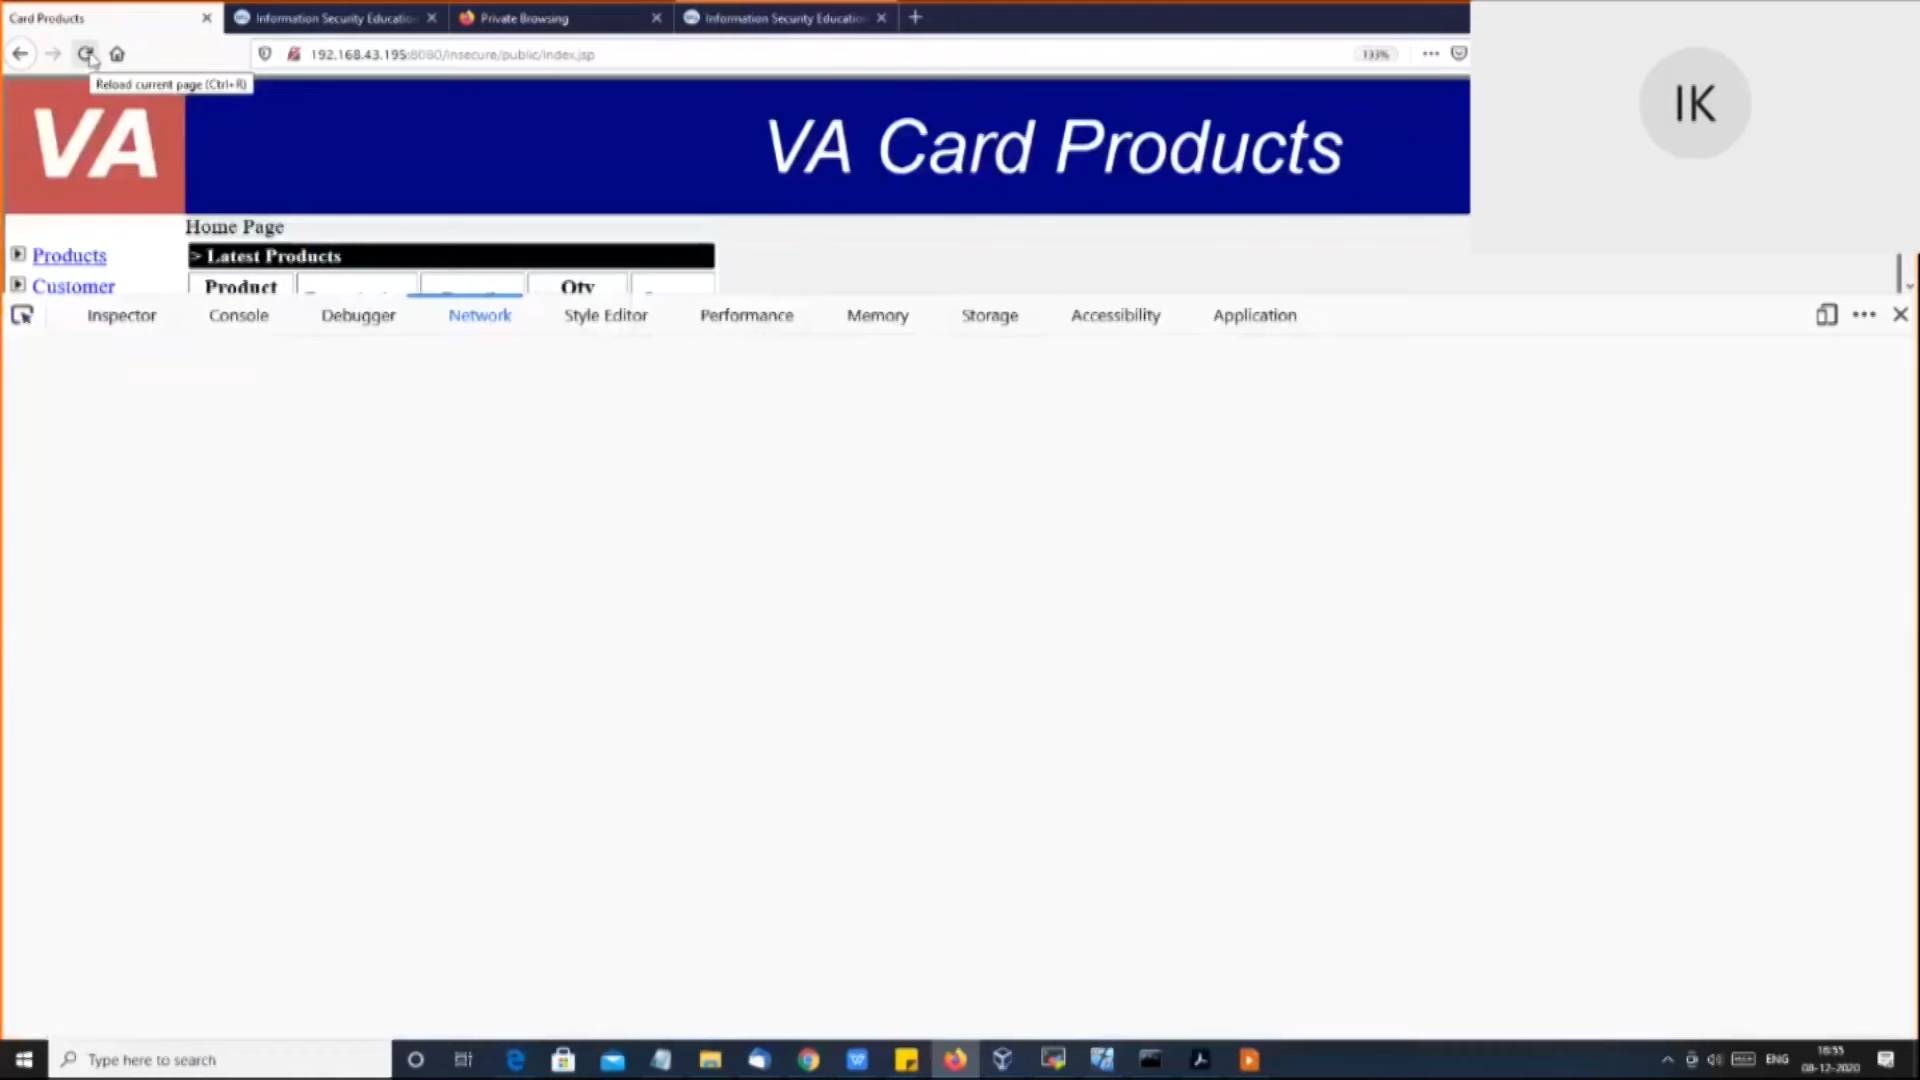 Card Products
Information Security Educatio
Private Browsing
Information Security Educatio
192.168.43.195:8080/insecure/public/index.jsp
133%
Reload current page (Ctrl+R)
IK
VA
VA Card Products
Home Page
Products
> Latest Products
Customer
Product
Qty
Inspector
Console
Debugger
Network
Style Editor
Performance
Memory
Storage
Accessibility
Application
Type here to search
ENG
16:55
08-12-2020